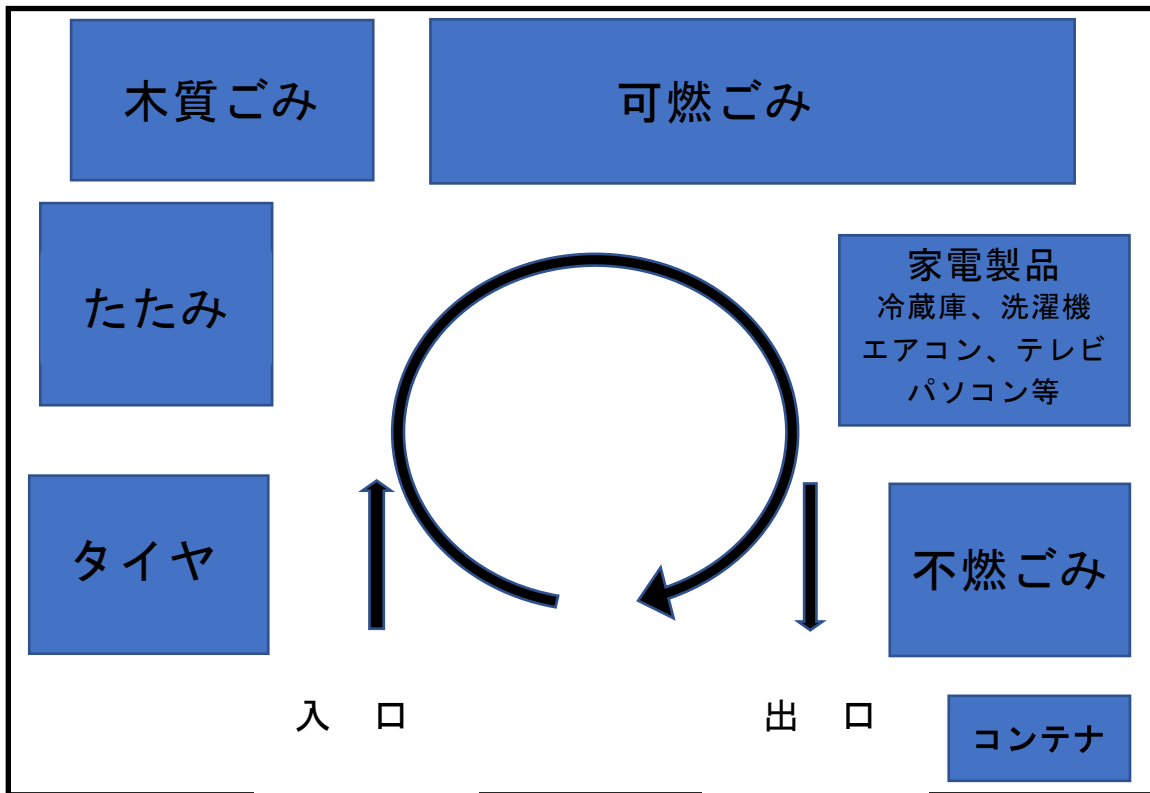 木質ごみ
可燃ごみ
たたみ
家電製品
冷蔵庫、洗濯機
エアコン、テレビ
パソコン等
タイヤ
不燃ごみ
入 口
出 口
コンテナ